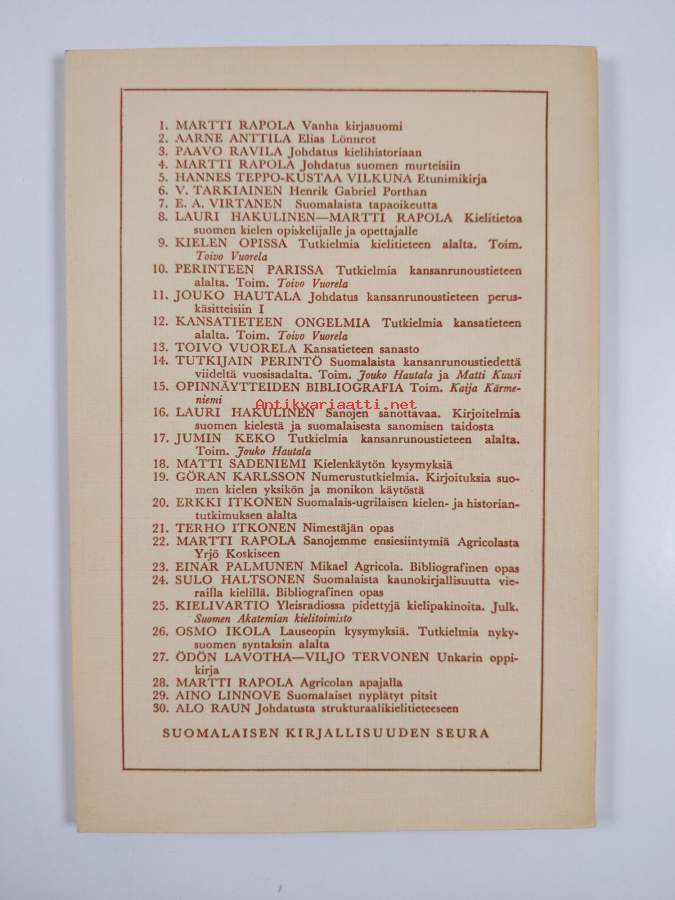 1. MARTTI RAPOLA Vanha kirjasuomi
2. AARNE ANTTILA Elias Lönnrot
3. PAAVO RAVILA Johdatus kielihistoriaan
4. MARTTI RAPOLA Johdatus suomen murteisiin
5. HANNES TEPPO-KUSTAA VILKUNA Etunimikirja
6. V. TARKIAINEN Henrik Gabriel Porthan
7. E. A. VIRTANEN Suomalaista tapaoikeutta
8. LAURI HAKULINEN—MARTTI RAPOLA Kielitietoa
suomen kielen opiskelijalle ja opettajalle
9. KIELEN OPISSA Tutkielmia kielitieteen alalta. Toim.
Toivo Vuorela
10. PERINTEEN PARISSA Tutkielmia kansanrunoustieteen
alalta. Toim. Toivo Vuorela
11. JOUKO HAUTALA Johdatus kansanrunoustieteen perus-
käsitteisiin I
12. KANSATIETEEN ONGELMIA Tutkielmia kansatieteen
alalta. Toim. Toivo Vuorela
13. TOIVO VUORELA Kansatieteen sanasto
14. TUTKIJAIN PERINTÖ Suomalaista kansanrunoustiedettä
viideltä vuosisadalta. Toim. Jouko Hautala ja Matti Kuusi
15. OPINNÄYTTEIDEN BIBLIOGRAFIA Toim. Kaija Kärme-
niemi
Antikvariaatti.net
16. LAURI HAKULINEN Sanojen sanottavaa. Kirjoitelmia
suomen kielestä ja suomalaisesta sanomisen taidosta
17. JUMIN KEKO Tutkielmia kansanrunoustieteen alalta.
Toim. Jouko Hautala
18. MATTI SADENIEMI Kielenkäytön kysymyksiä
19. GÖRAN KARLSSON Numerustutkielmia. Kirjoituksia suo-
men kielen yksikön ja monikon käytöstä
20. ERKKI ITKONEN Suomalais-ugrilaisen kielen- ja historian-
tutkimuksen alalta
21. TERHO ITKONEN Nimestäjän opas
22. MARTTI RAPOLA Sanojemme ensiesiintymiä Agricolasta
Yrjö Koskiseen
23. EINAR PALMUNEN Mikael Agricola. Bibliografinen opas
24. SULO HALTSONEN Suomalaista kaunokirjallisuutta vie-
railla kielillä. Bibliografinen opas
25. KIELIVARTIO Yleisradiossa pidettyjä kielipakinoita. Julk.
Suomen Akatemian kielitoimisto
26. OSMO IKOLA Lauseopin kysymyksiä. Tutkielmia nyky-
suomen syntaksin alalta
27. ÖDÖN LAVOTHA—VILJO TERVONEN Unkarin oppi-
kirja
28. MARTTI RAPOLA Agricolan apajalla
29. AINO LINNOVE Suomalaiset nyplätyt pitsit
30. ALO RAUN Johdatusta strukturaalikielitieteeseen
SUOMALAISEN KIRJALLISUUDEN SEURA